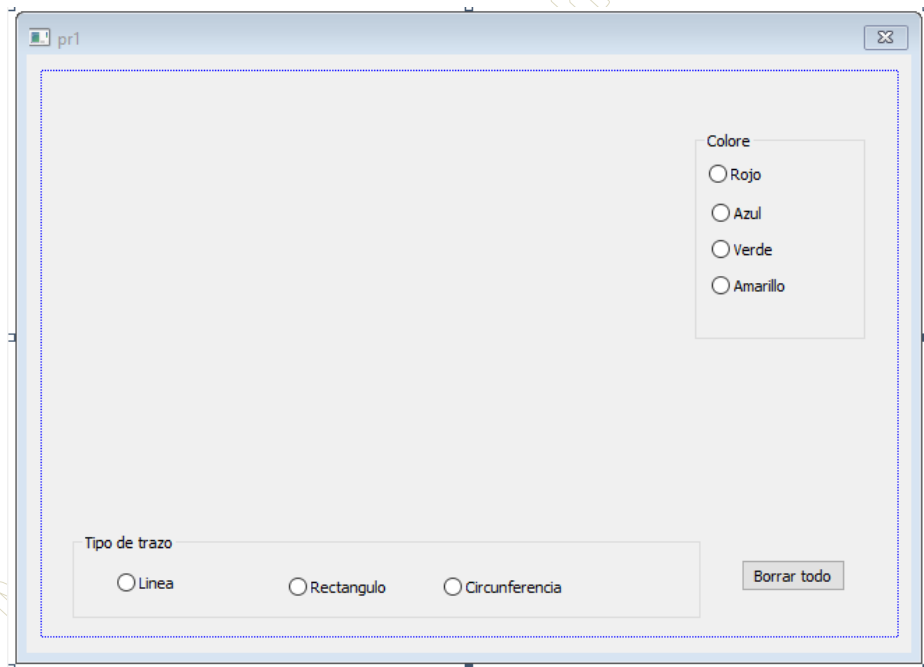 pr1
Colore
Rojo
Azul
Verde
Amarillo
Tipo de trazo
Linea
Rectangulo
Circunferencia
Borrar todo